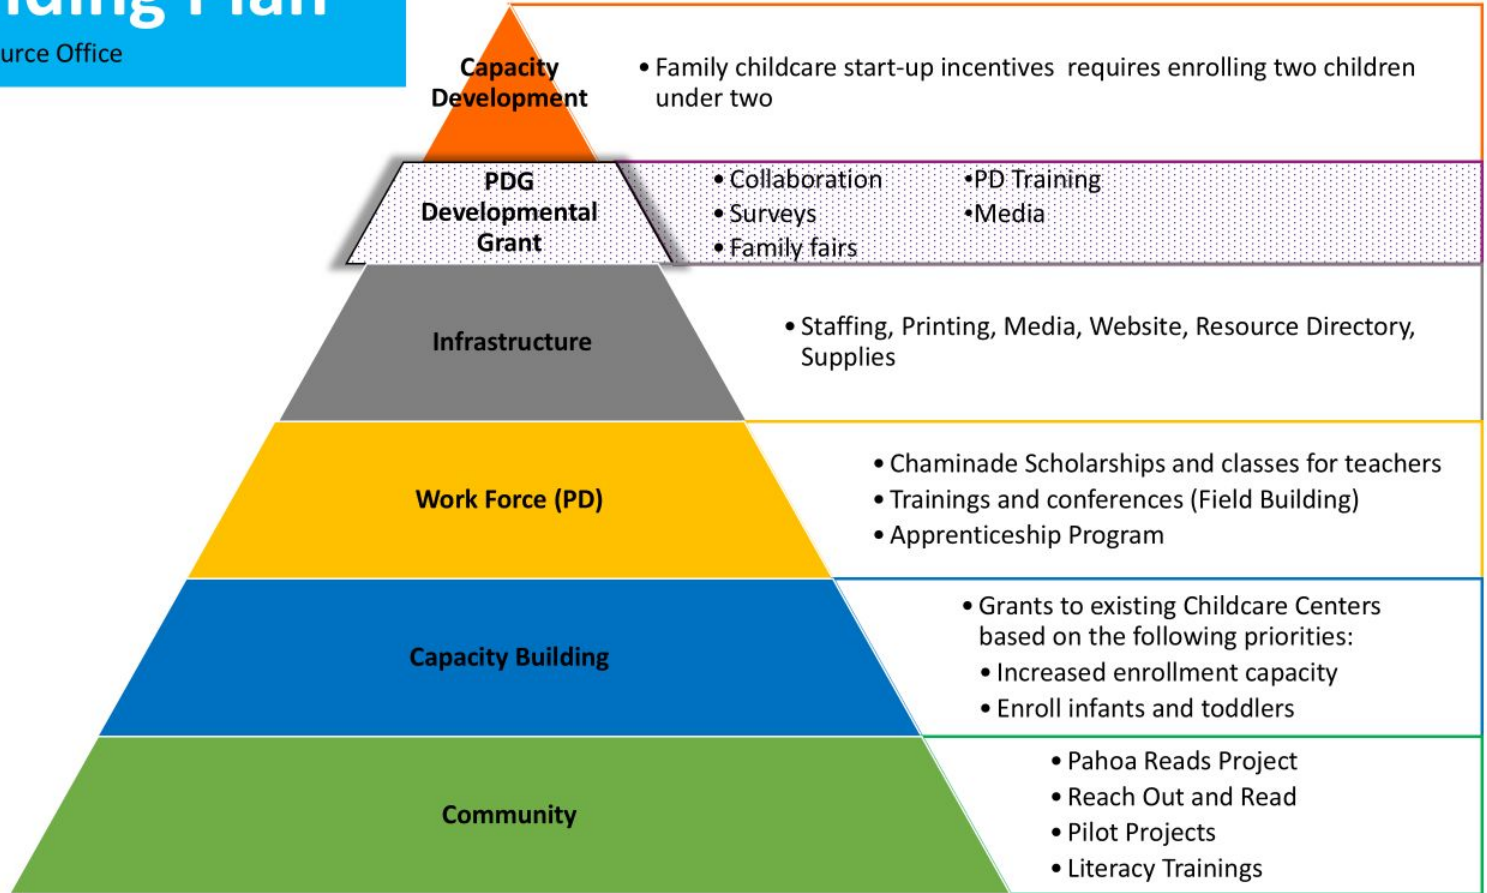 Plan
Office
Capacity
Development
• Family childcare start-up incentives requires enrolling two children
under two
PDG
Developmental
Grant
• Collaboration
• Surveys
• Family fairs
•PD Training
•Media
Infrastructure
• Staffing, Printing, Media, Website, Resource Directory,
Supplies
Work Force (PD)
• Chaminade Scholarships and classes for teachers
• Trainings and conferences (Field Building)
• Apprenticeship Program
Capacity Building
• Grants to existing Childcare Centers
based on the following priorities:
• Increased enrollment capacity
• Enroll infants and toddlers
Community
• Pahoa Reads Project
• Reach Out and Read
• Pilot Projects
• Literacy Trainings